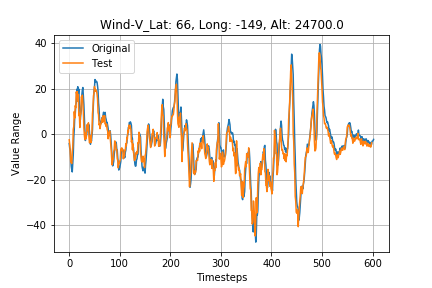 Wind-V_Lat: 66, Long: -149, Alt: 24700.0
Original
Test
Value Range
40
20
0
−20
−40
0 100 200 300 400 500 600
Timesteps